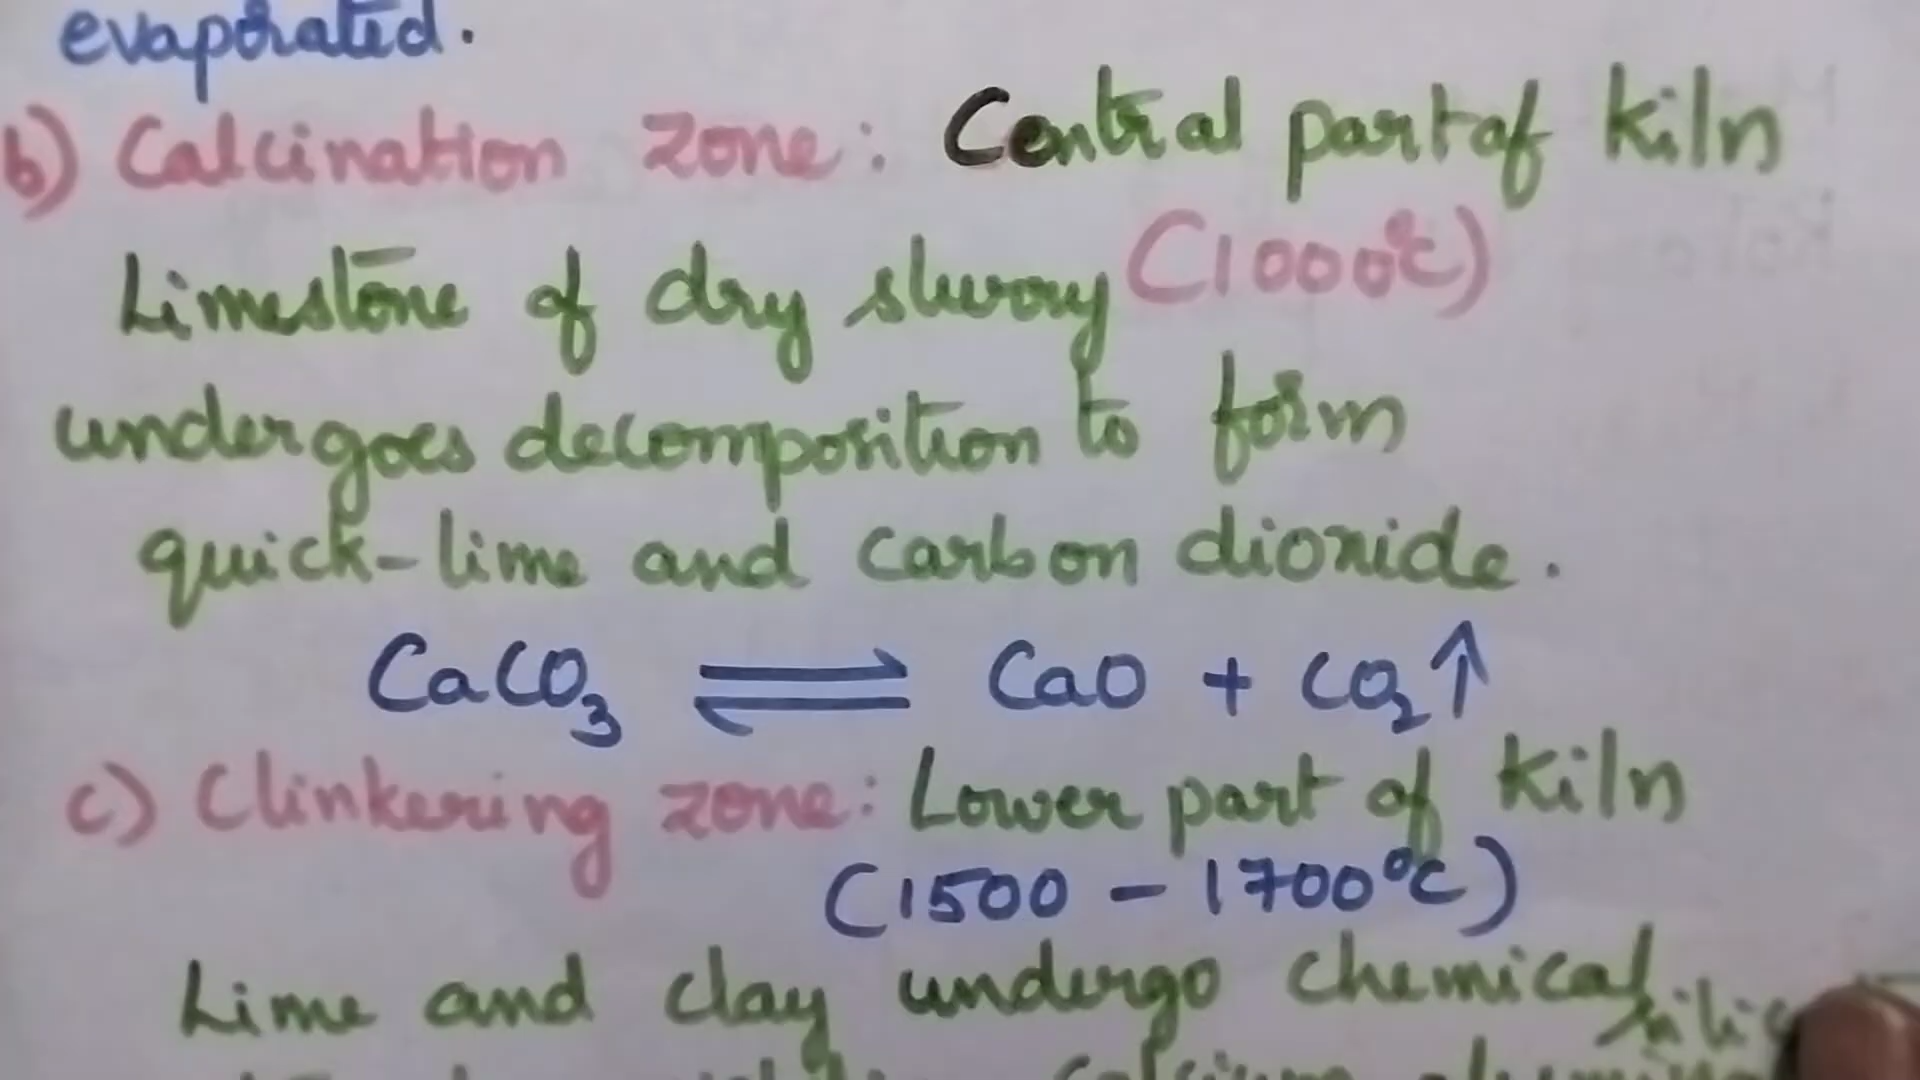 evaporated.
b) Calcination zone: Central part of kiln
Limestone of dry slurry (1000°C)
undergoes decomposition to form
quick-lime and carbon dioxide.
CaCO₃ ⇌ CaO + CO₂↑
c) Clinkering zone: Lower part of kiln
(1500 - 1700°C)
Lime and clay undergo chemical